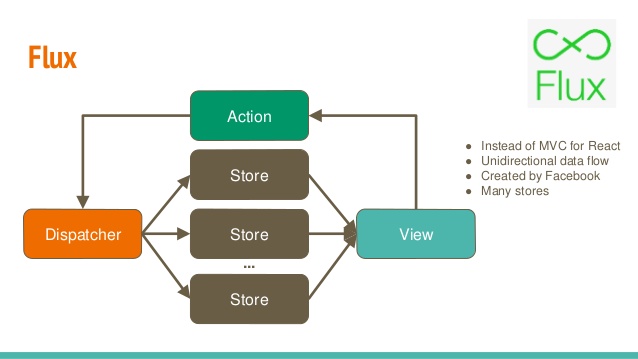 Flux
Flux
Action
Store
Dispatcher
Store
View
...
Store
● Instead of MVC for React
● Unidirectional data flow
● Created by Facebook
● Many stores